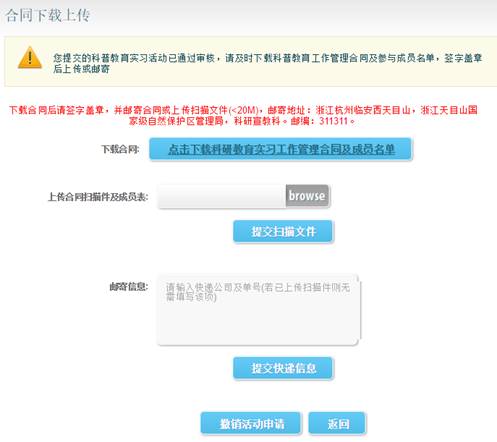 合同下载上传
您提交的科普教育实习活动已通过审核，请及时下载科普教育工作管理合同及参与成员名单，签字盖章
后上传或邮寄
下载合同后请签字盖章，并邮寄合同或上传扫描文件(<20M)，邮寄地址：浙江杭州临安西天目山，浙江天目山国
家级自然保护区管理局，科研宣教科。邮编：311311。
下载合同: 点击下载科研教育实习工作管理合同及成员名单
上传合同扫描件及成员表: browse
提交扫描文件
邮寄信息: 请输入快递公司及单号(若已上传扫描件则无
需填写该项)
提交快递信息
撤销活动申请 返回